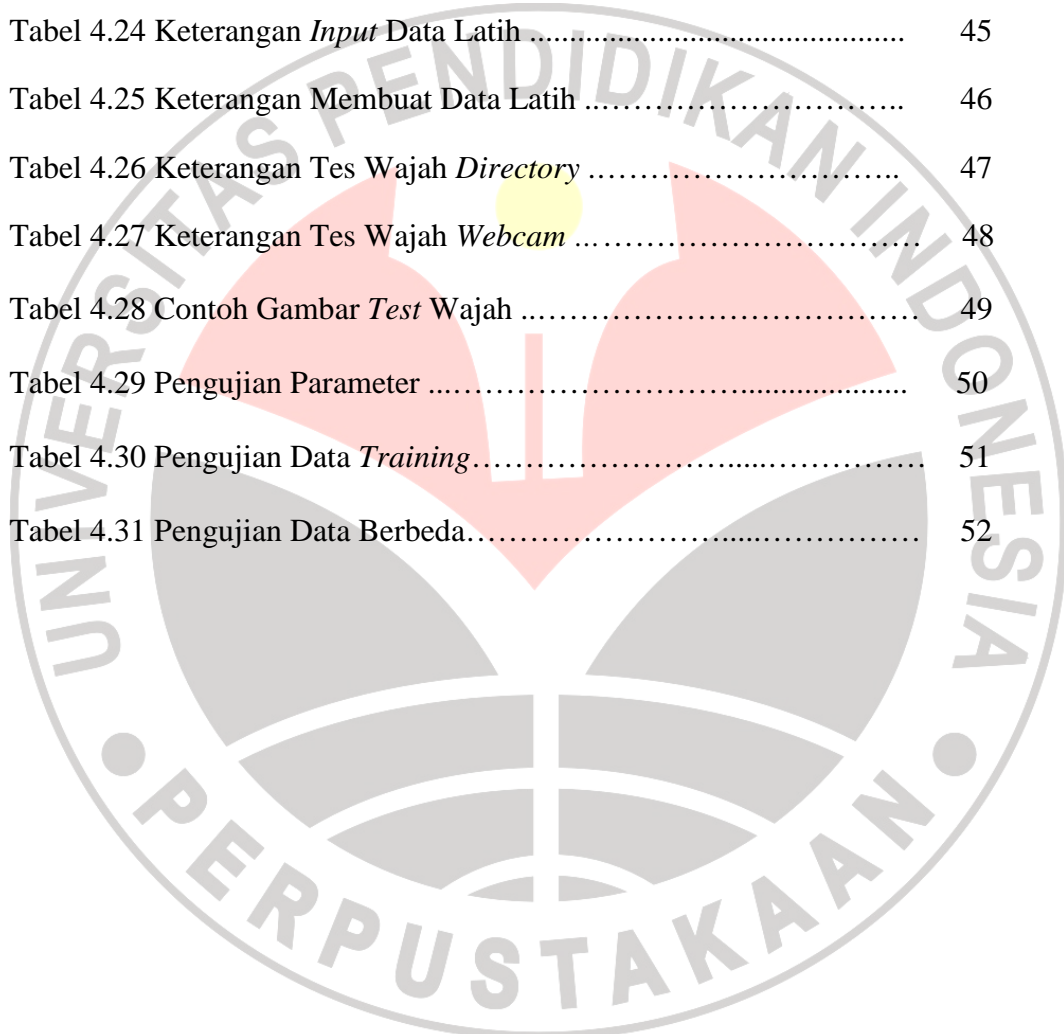 Tabel 4.24 Keterangan Input Data Latih ............................................... 45
Tabel 4.25 Keterangan Membuat Data Latih ..………………………….. 46
Tabel 4.26 Keterangan Tes Wajah Directory ..……………………….. 47
Tabel 4.27 Keterangan Tes Wajah Webcam ...…………………………. 48
Tabel 4.28 Contoh Gambar Test Wajah ..………………………………. 49
Tabel 4.29 Pengujian Parameter ...………………………..................... 50
Tabel 4.30 Pengujian Data Training……………………......…………… 51
Tabel 4.31 Pengujian Data Berbeda……………………......…………… 52
UNIVERSITAS PENDIDIKAN INDONESIA
PERPUSTAKAAN